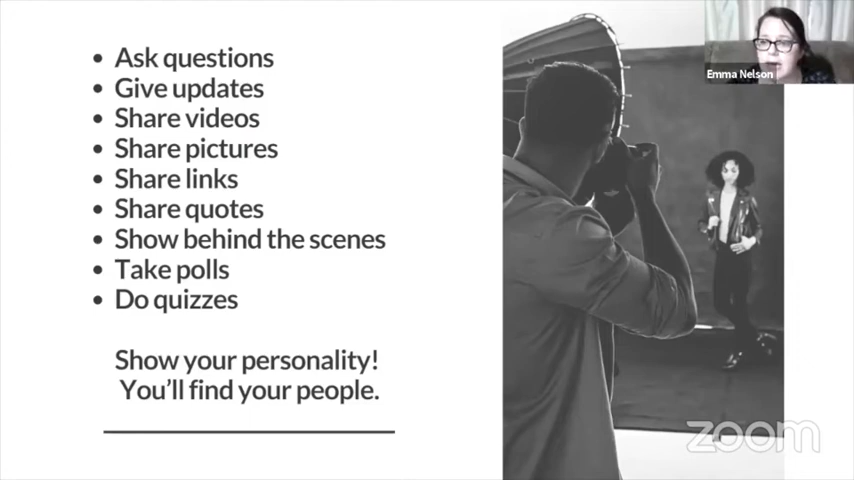 Ask questions
Give updates
Share videos
Share pictures
Share links
Share quotes
Show behind the scenes
Take polls
Do quizzes
Show your personality!
You'll find your people.
Emma Nelson
zoom